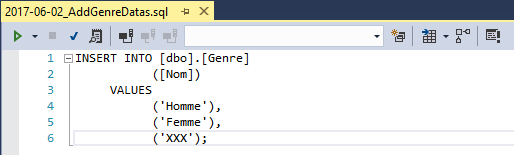 2017-06-02_AddGenreDatas.sql
1 INSERT INTO [dbo].[Genre]
2 ([Nom])
3 VALUES
4 ('Homme'),
5 ('Femme'),
6 ('XXX');